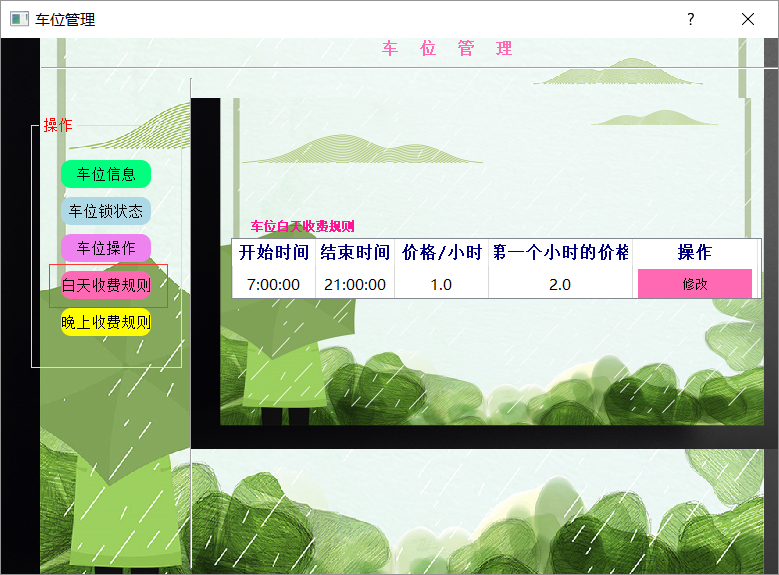 车位管理
?
车 位 管 理
操作
车位信息
车位锁状态
车位操作
白天收费规则
晚上收费规则
车位白天收费规则
开始时间 结束时间 价格/小时 第一个小时的价格 操作
7:00:00 21:00:00 1.0 2.0 修改